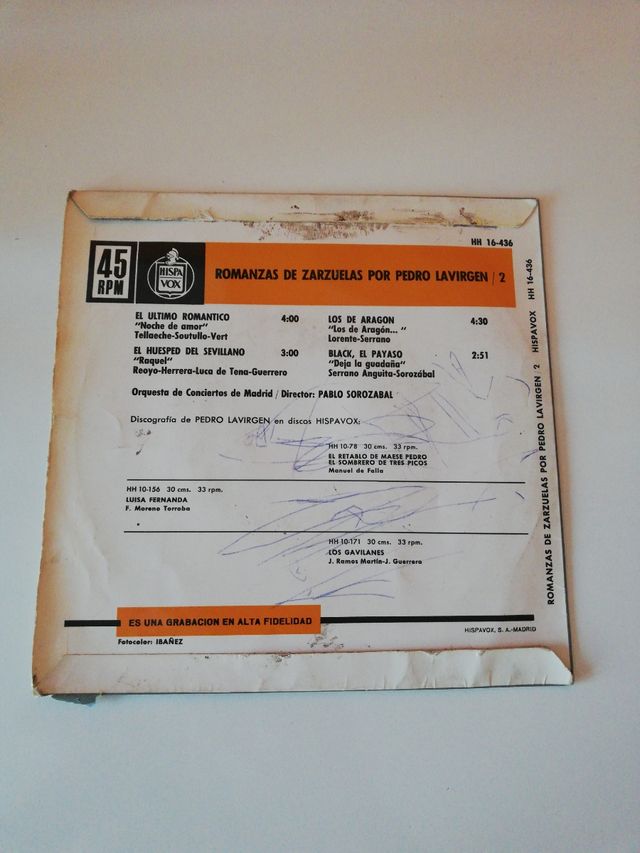 HH 16-436
45
RPM
HISPA
VOX
ROMANZAS DE ZARZUELAS POR PEDRO LAVIRGEN / 2
EL ULTIMO ROMANTICO 4:00
"Noche de amor"
Tellaeche-Soutullo-Vert
EL HUESPED DEL SEVILLANO 3:00
"Raquel"
Reoyo-Herrera-Luca de Tena-Guerrero
LOS DE ARAGON 4:30
"Los de Aragón... "
Lorente-Serrano
BLACK, EL PAYASO 2:51
"Deja la guadaña"
Serrano Anguita-Sorozábal
Orquesta de Conciertos de Madrid / Director: PABLO SOROZABAL
Discografía de PEDRO LAVIRGEN en discos HISPAVOX:
HH 10-78 30 cms. 33 rpm.
EL RETABLO DE MAESE PEDRO
EL SOMBRERO DE TRES PICOS
Manuel de Falla
HH 10-156 30 cms. 33 rpm.
LUISA FERNANDA
F. Moreno Torroba
HH 10-171 30 cms. 33 rpm.
LOS GAVILANES
J. Ramos Martín-J. Guerrero
ES UNA GRABACION EN ALTA FIDELIDAD
Fotocolor: IBAÑEZ
HISPAVOX, S. A.-MADRID
ROMANZAS DE ZARZUELAS POR PEDRO LAVIRGEN / 2 HISPAVOX HH 16-436